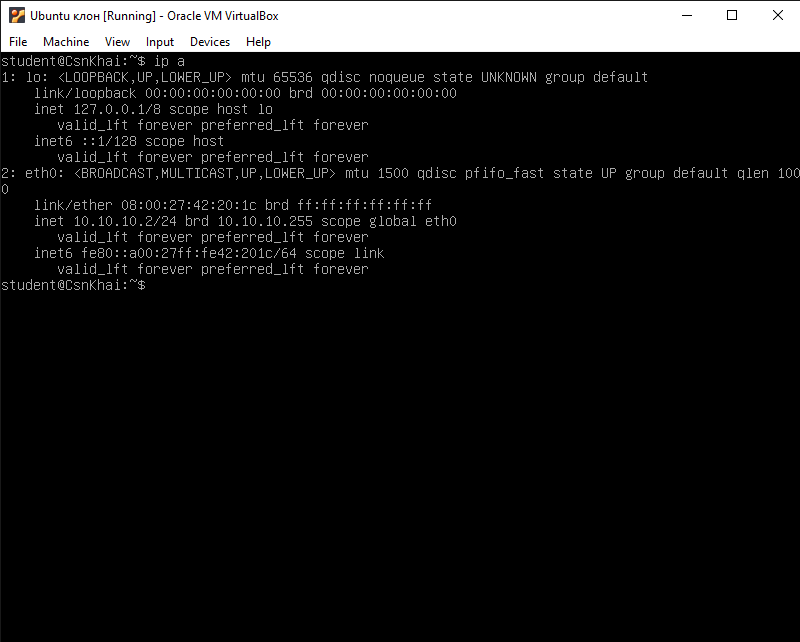 Ubuntu клон [Running] - Oracle VM VirtualBox
File Machine View Input Devices Help
student@CsnKhai:~$ ip a
1: lo: <LOOPBACK,UP,LOWER_UP> mtu 65536 qdisc noqueue state UNKNOWN group default
    link/loopback 00:00:00:00:00:00 brd 00:00:00:00:00:00
    inet 127.0.0.1/8 scope host lo
       valid_lft forever preferred_lft forever
    inet6 ::1/128 scope host
       valid_lft forever preferred_lft forever
2: eth0: <BROADCAST,MULTICAST,UP,LOWER_UP> mtu 1500 qdisc pfifo_fast state UP group default qlen 100
0
    link/ether 08:00:27:42:20:1c brd ff:ff:ff:ff:ff:ff
    inet 10.10.10.2/24 brd 10.10.10.255 scope global eth0
       valid_lft forever preferred_lft forever
    inet6 fe80::a00:27ff:fe42:201c/64 scope link
       valid_lft forever preferred_lft forever
student@CsnKhai:~$